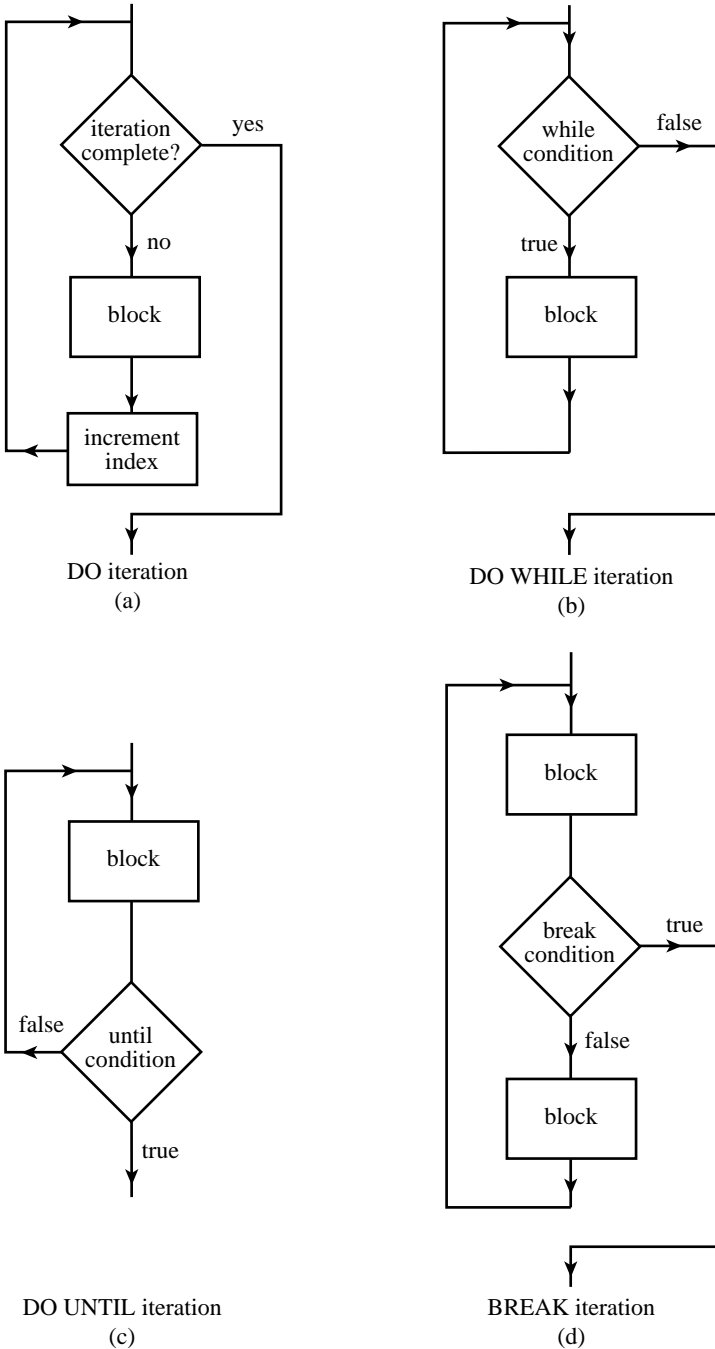 iteration
complete?
yes
no
block
increment
index
DO iteration
(a)
while
condition
false
true
block
DO WHILE iteration
(b)
block
false
until
condition
true
DO UNTIL iteration
(c)
block
break
condition
true
false
block
BREAK iteration
(d)